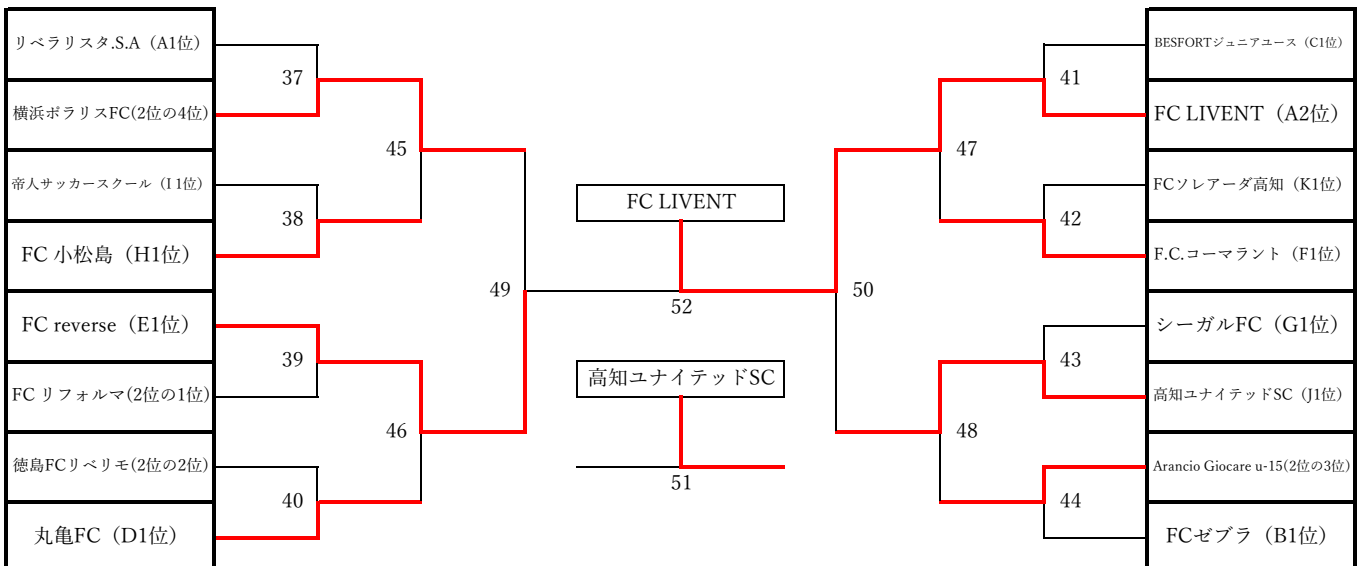 リベラリスタ.S.A（A1位）
横浜ポラリスFC(2位の4位)
帝人サッカースクール（I 1位）
FC 小松島（H1位）
FC reverse（E1位）
FC リフォルマ(2位の1位)
徳島FCリベリモ(2位の2位)
丸亀FC（D1位）
37
38
39
40
45
46
49
FC LIVENT
52
高知ユナイテッドSC
51
50
47
48
41
42
43
44
BESFORTジュニアユース（C1位）
FC LIVENT（A2位）
FCソレアーダ高知（K1位）
F.C.コーマラント（F1位）
シーガルFC（G1位）
高知ユナイテッドSC（J1位）
Arancio Giocare u-15(2位の3位)
FCゼブラ（B1位）